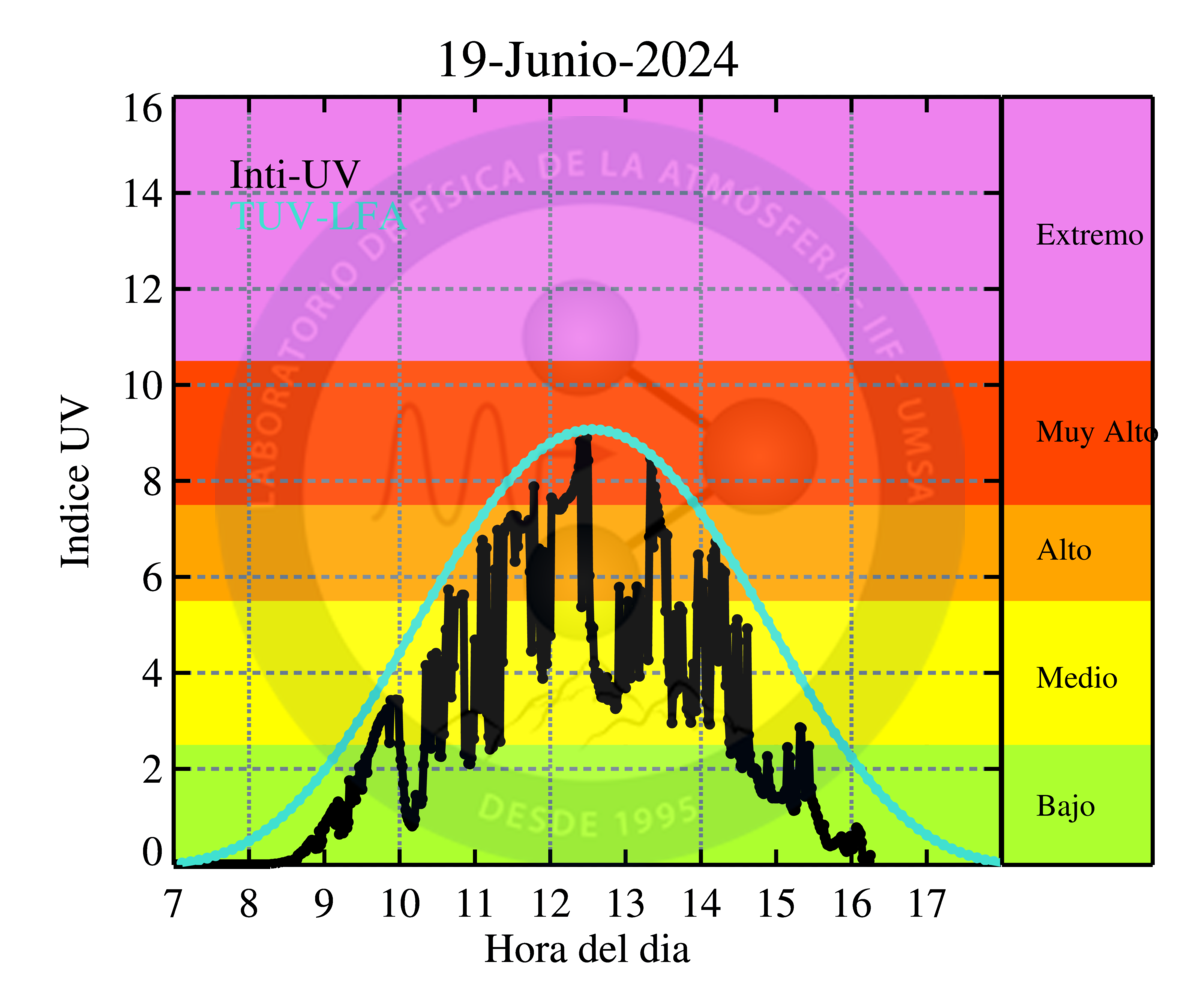 19-Junio-2024
16
14
12
10
8
6
4
2
0
Indice UV
Inti-UV
TUV-LFA
LABORATORIO DE FÍSICA DE LA ATMÓSFERA - IIF - UMSA
DESDE 1995
Extremo
Muy Alto
Alto
Medio
Bajo
7 8 9 10 11 12 13 14 15 16 17
Hora del dia